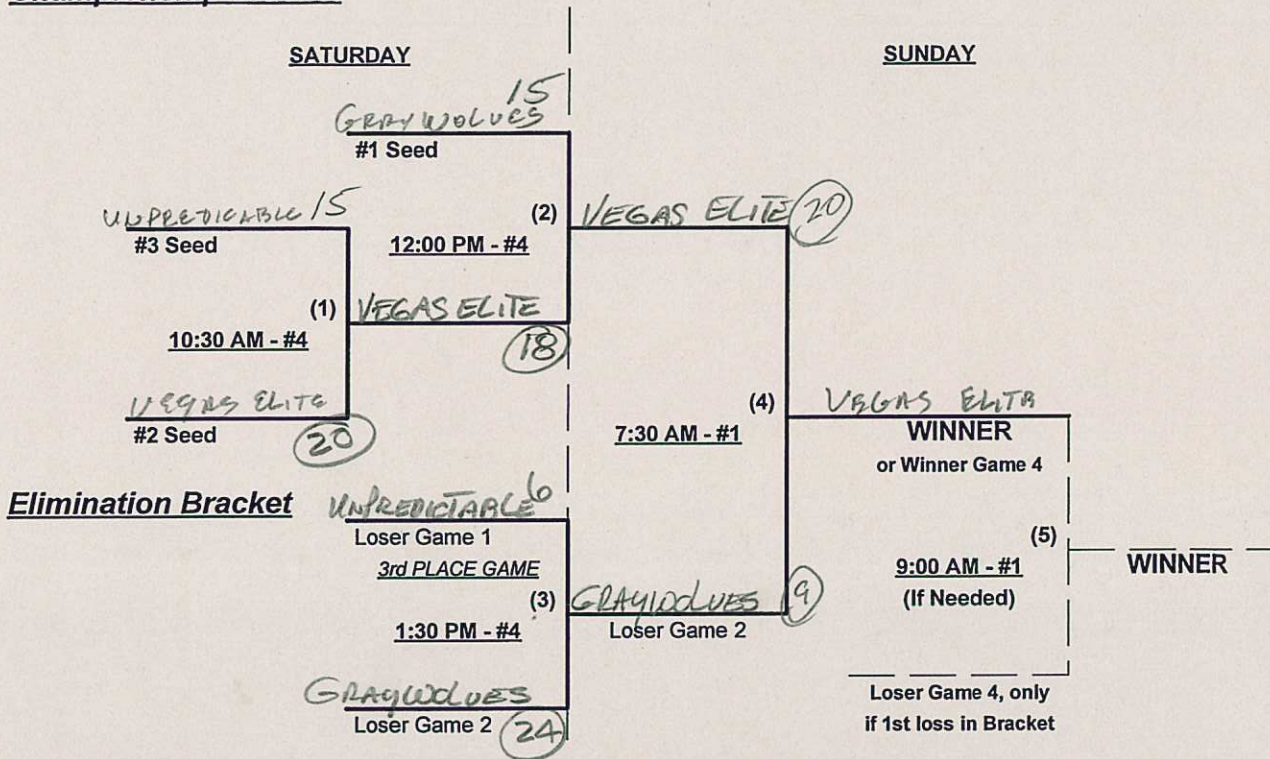 SATURDAY
SUNDAY
15
GRAYWOLVES
#1 Seed
UNPREDICABLE 15
#3 Seed
(2)
12:00 PM - #4
VEGAS ELITE 20
(1)
10:30 AM - #4
VEGAS ELITE
18
VEGAS ELITE
#2 Seed
20
(4)
7:30 AM - #1
VEGAS ELITE
WINNER
or Winner Game 4
Elimination Bracket
UNPREDICTABLE 6
Loser Game 1
3rd PLACE GAME
(3)
1:30 PM - #4
GRAYWOLVES 9
Loser Game 2
(5)
9:00 AM - #1
(If Needed)
WINNER
GRAYWOLVES
Loser Game 2
24
Loser Game 4, only
if 1st loss in Bracket